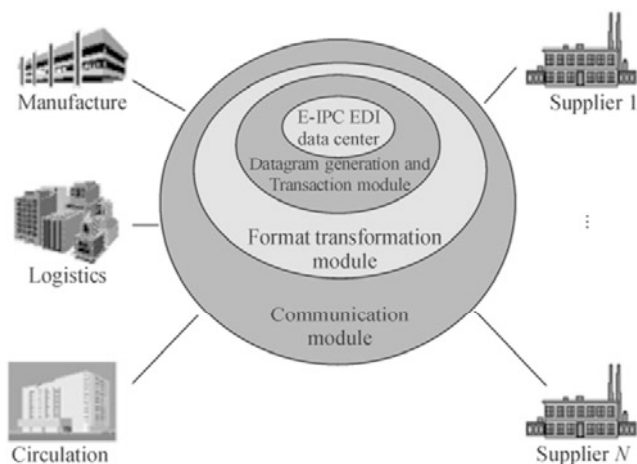 Manufacture
Logistics
Circulation
E-IPC EDI
data center
Datagram generation and
Transaction module
Format transformation
module
Communication
module
Supplier 1
⋮
Supplier N